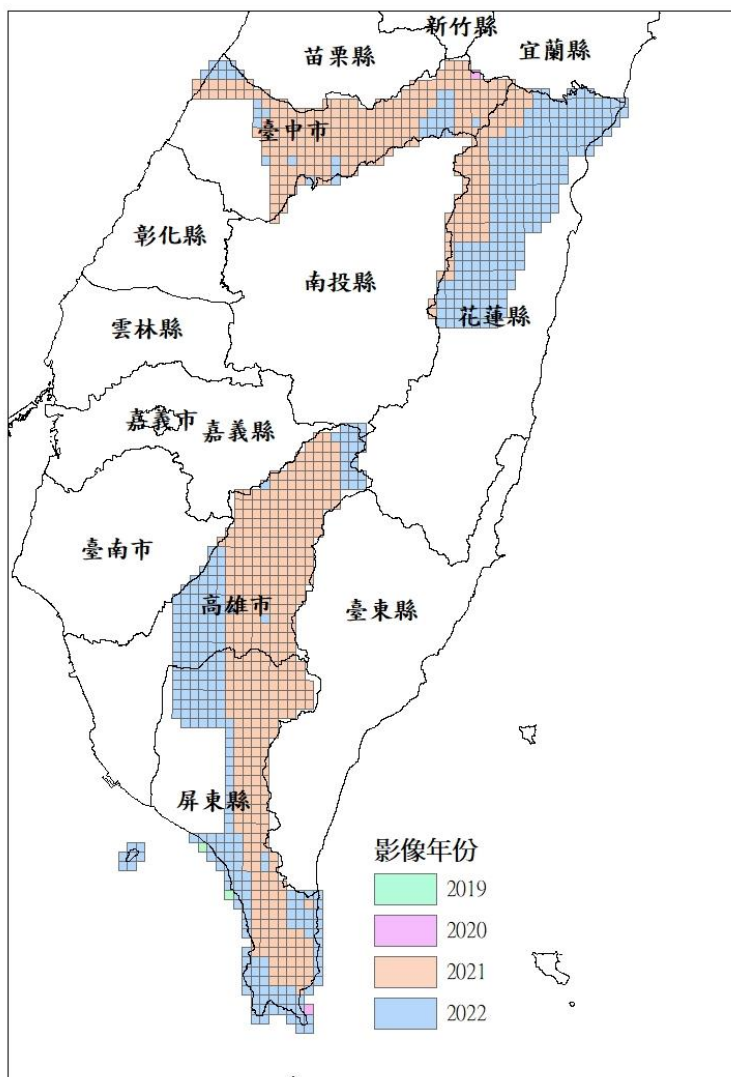 新竹縣
苗栗縣
宜蘭縣
臺中市
彰化縣
南投縣
花蓮縣
雲林縣
嘉義市
嘉義縣
臺南市
高雄市
臺東縣
屏東縣
影像年份
2019
2020
2021
2022